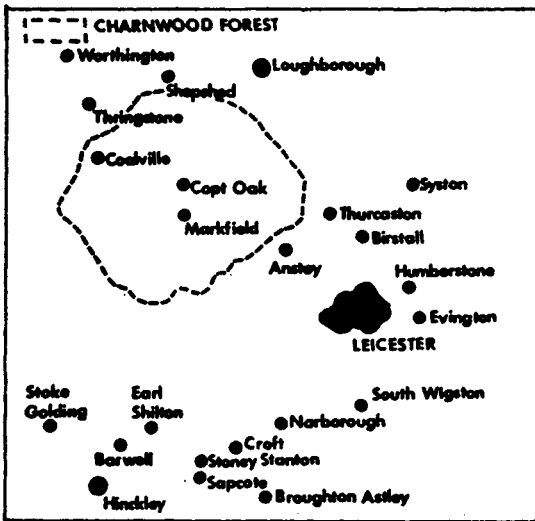 CHARNWOOD FOREST
Worthington
Loughborough
Shepshed
Thringstone
Coalville
Copt Oak
Syston
Thurcaston
Markfield
Birstall
Anstey
Humberstone
Evington
LEICESTER
Stoke
Golding
Earl
Shilton
South Wigston
Narborough
Croft
Barwell
Stoney Stanton
Sapcote
Hinckley
Broughton Astley